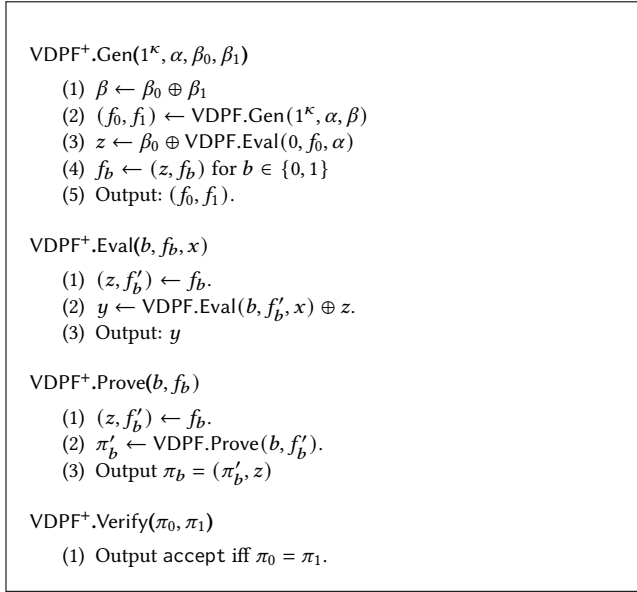 VDPF⁺.Gen(1^κ, α, β₀, β₁)
(1) β ← β₀ ⊕ β₁
(2) (f₀, f₁) ← VDPF.Gen(1^κ, α, β)
(3) z ← β₀ ⊕ VDPF.Eval(0, f₀, α)
(4) f_b ← (z, f_b) for b ∈ {0, 1}
(5) Output: (f₀, f₁).
VDPF⁺.Eval(b, f_b, x)
(1) (z, f′_b) ← f_b.
(2) y ← VDPF.Eval(b, f′_b, x) ⊕ z.
(3) Output: y
VDPF⁺.Prove(b, f_b)
(1) (z, f′_b) ← f_b.
(2) π′_b ← VDPF.Prove(b, f′_b).
(3) Output π_b = (π′_b, z)
VDPF⁺.Verify(π₀, π₁)
(1) Output accept iff π₀ = π₁.